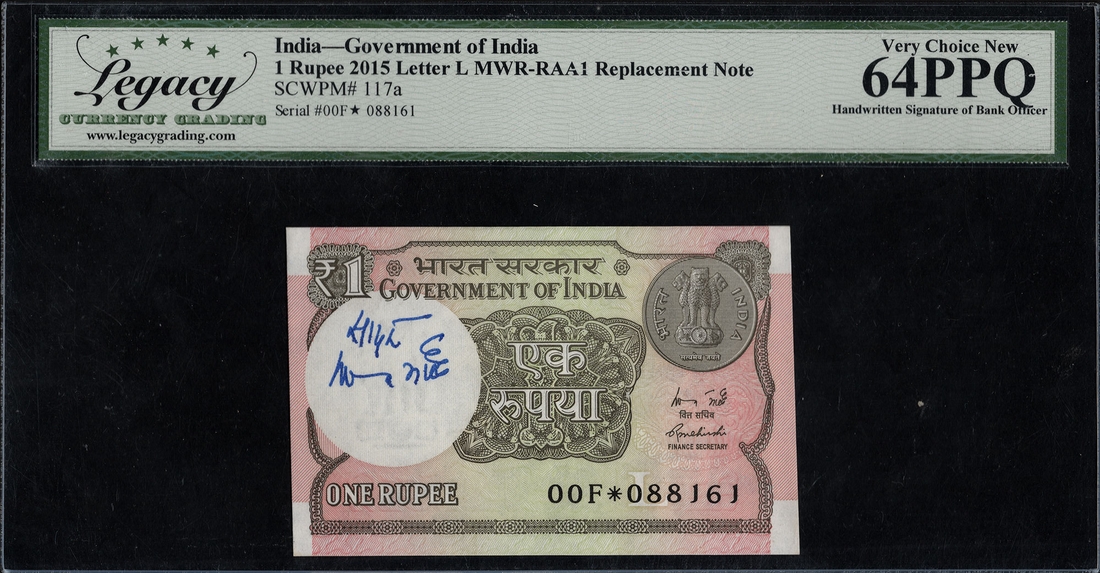 Legacy
CURRENCY GRADING
www.legacygrading.com
India—Government of India
1 Rupee 2015 Letter L MWR-RAA1 Replacement Note
SCWPM# 117a
Serial #00F★ 088161
Very Choice New
64PPQ
Handwritten Signature of Bank Officer
₹1
भारत सरकार
GOVERNMENT OF INDIA
भारत
INDIA
सत्यमेव जयते
एक
रुपया
वित्त सचिव
FINANCE SECRETARY
L
ONE RUPEE
00F*088161